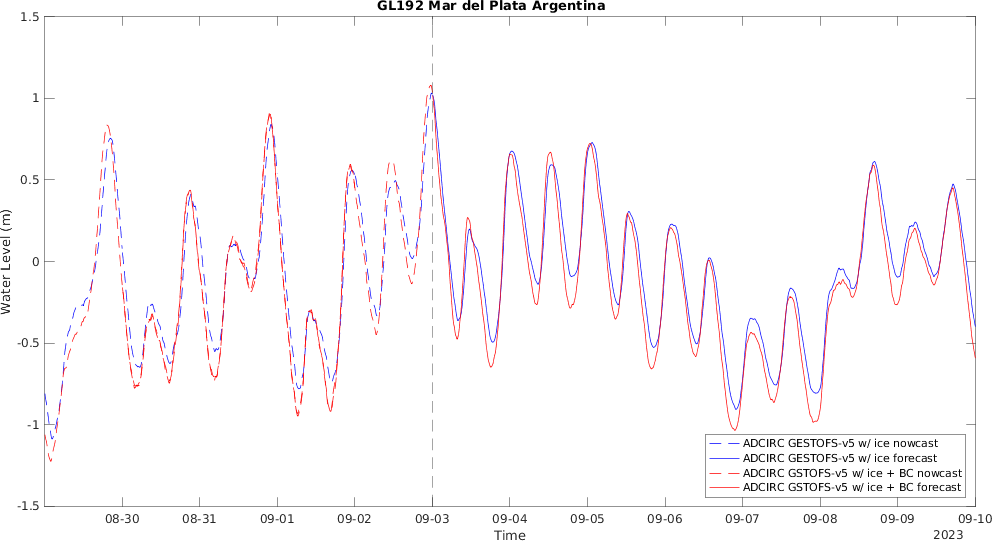 GL192 Mar del Plata Argentina
1.5
1
0.5
0
-0.5
-1
-1.5
Water Level (m)
08-30
08-31
09-01
09-02
09-03
09-04
09-05
09-06
09-07
09-08
09-09
09-10
Time
2023
ADCIRC GESTOFS-v5 w/ ice nowcast
ADCIRC GESTOFS-v5 w/ ice forecast
ADCIRC GSTOFS-v5 w/ ice + BC nowcast
ADCIRC GSTOFS-v5 w/ ice + BC forecast